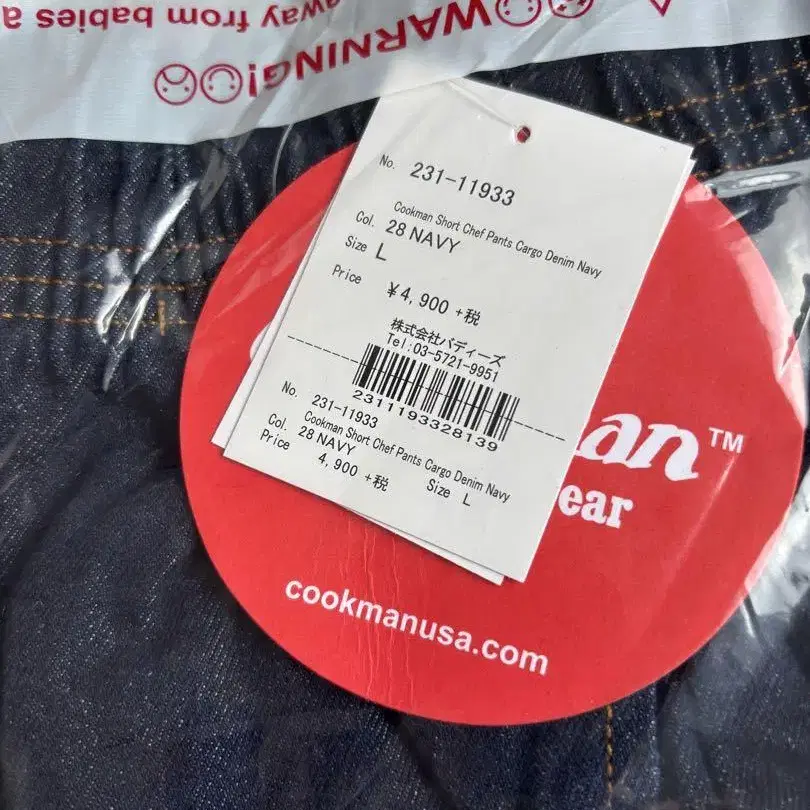 away from babies a
WARNING!
No. 231-11933
Cookman Short Chef Pants Cargo Denim Navy
Col. 28 NAVY
Size L
Price ¥4,900 +税
株式会社バディーズ
Tel:03-5721-9951
2311193328139
No. 231-11933
Cookman Short Chef Pants Cargo Denim Navy
Col. 28 NAVY
Price 4,900 +税 Size L
an™
ear
cookmanusa.com